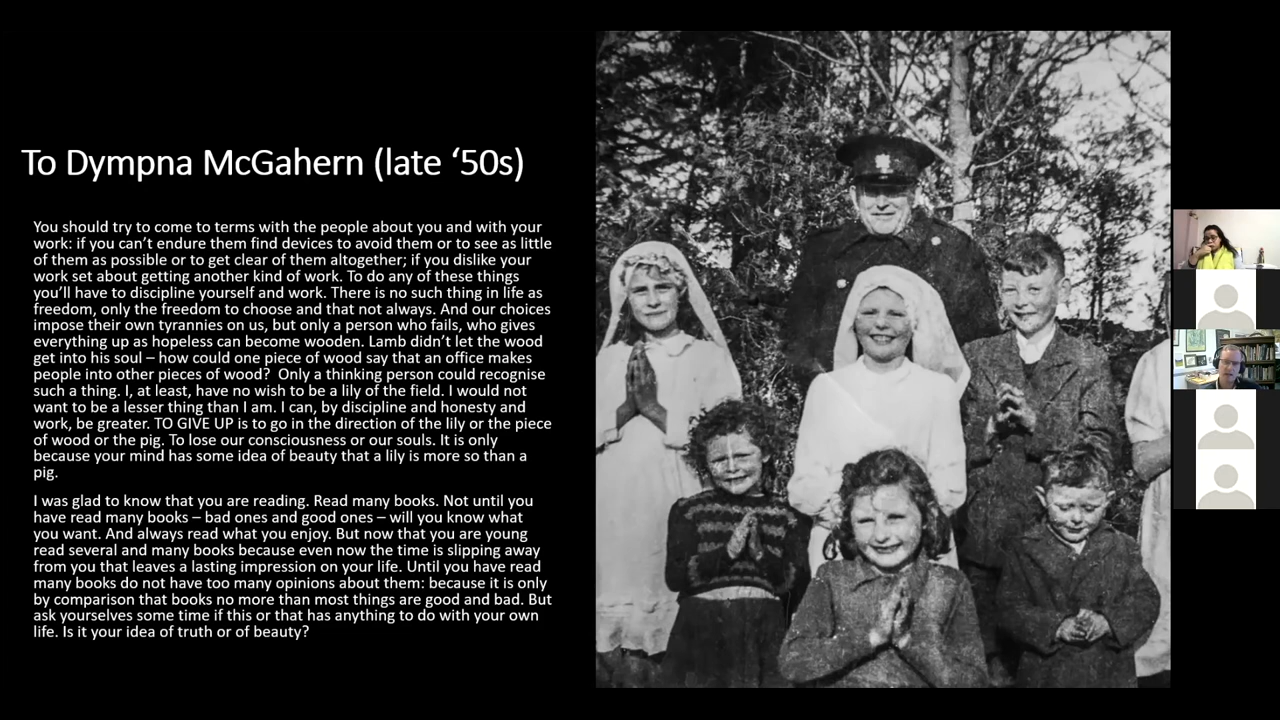 To Dympna McGahern (late ‘50s)
You should try to come to terms with the people about you and with your
work: if you can’t endure them find devices to avoid them or to see as little
of them as possible or to get clear of them altogether; if you dislike your
work set about getting another kind of work. To do any of these things
you’ll have to discipline yourself and work. There is no such thing in life as
freedom, only the freedom to choose and that not always. And our choices
impose their own tyrannies on us, but only a person who fails, who gives
everything up as hopeless can become wooden. Lamb didn’t let the wood
get into his soul – how could one piece of wood say that an office makes
people into other pieces of wood?  Only a thinking person could recognise
such a thing. I, at least, have no wish to be a lily of the field. I would not
want to be a lesser thing than I am. I can, by discipline and honesty and
work, be greater. TO GIVE UP is to go in the direction of the lily or the piece
of wood or the pig. To lose our consciousness or our souls. It is only
because your mind has some idea of beauty that a lily is more so than a
pig.
I was glad to know that you are reading. Read many books. Not until you
have read many books – bad ones and good ones – will you know what
you want. And always read what you enjoy. But now that you are young
read several and many books because even now the time is slipping away
from you that leaves a lasting impression on your life. Until you have read
many books do not have too many opinions about them: because it is only
by comparison that books no more than most things are good and bad. But
ask yourselves some time if this or that has anything to do with your own
life. Is it your idea of truth or of beauty?